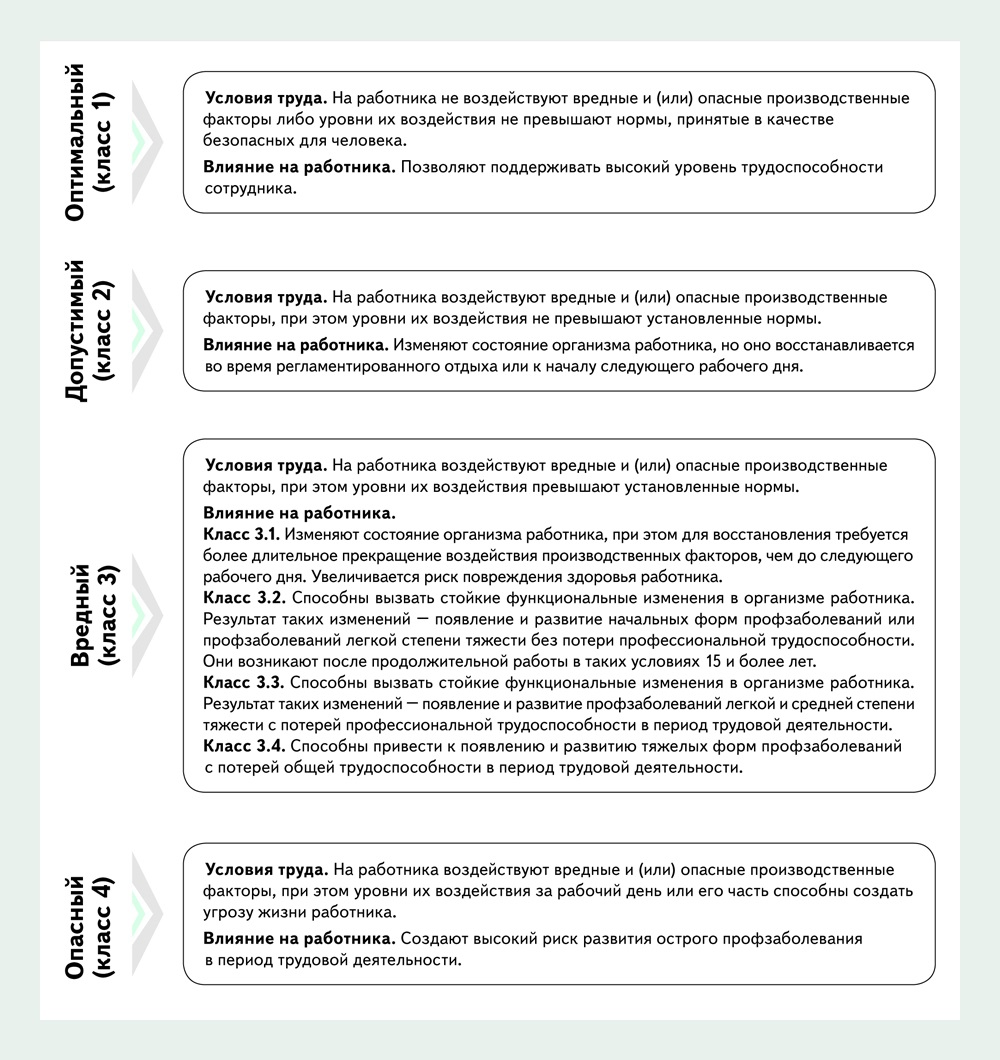 Оптимальный
(класс 1)
Условия труда. На работника не воздействуют вредные и (или) опасные производственные
факторы либо уровни их воздействия не превышают нормы, принятые в качестве
безопасных для человека.
Влияние на работника. Позволяют поддерживать высокий уровень трудоспособности
сотрудника.
Допустимый
(класс 2)
Условия труда. На работника воздействуют вредные и (или) опасные производственные
факторы, при этом уровни их воздействия не превышают установленные нормы.
Влияние на работника. Изменяют состояние организма работника, но оно восстанавливается
во время регламентированного отдыха или к началу следующего рабочего дня.
Вредный
(класс 3)
Условия труда. На работника воздействуют вредные и (или) опасные производственные
факторы, при этом уровни их воздействия превышают установленные нормы.
Влияние на работника.
Класс 3.1. Изменяют состояние организма работника, при этом для восстановления требуется
более длительное прекращение воздействия производственных факторов, чем до следующего
рабочего дня. Увеличивается риск повреждения здоровья работника.
Класс 3.2. Способны вызвать стойкие функциональные изменения в организме работника.
Результат таких изменений — появление и развитие начальных форм профзаболеваний или
профзаболеваний легкой степени тяжести без потери профессиональной трудоспособности.
Они возникают после продолжительной работы в таких условиях 15 и более лет.
Класс 3.3. Способны вызвать стойкие функциональные изменения в организме работника.
Результат таких изменений — появление и развитие профзаболеваний легкой и средней степени
тяжести с потерей профессиональной трудоспособности в период трудовой деятельности.
Класс 3.4. Способны привести к появлению и развитию тяжелых форм профзаболеваний
с потерей общей трудоспособности в период трудовой деятельности.
Опасный
(класс 4)
Условия труда. На работника воздействуют вредные и (или) опасные производственные
факторы, при этом уровни их воздействия за рабочий день или его часть способны создать
угрозу жизни работника.
Влияние на работника. Создают высокий риск развития острого профзаболевания
в период трудовой деятельности.